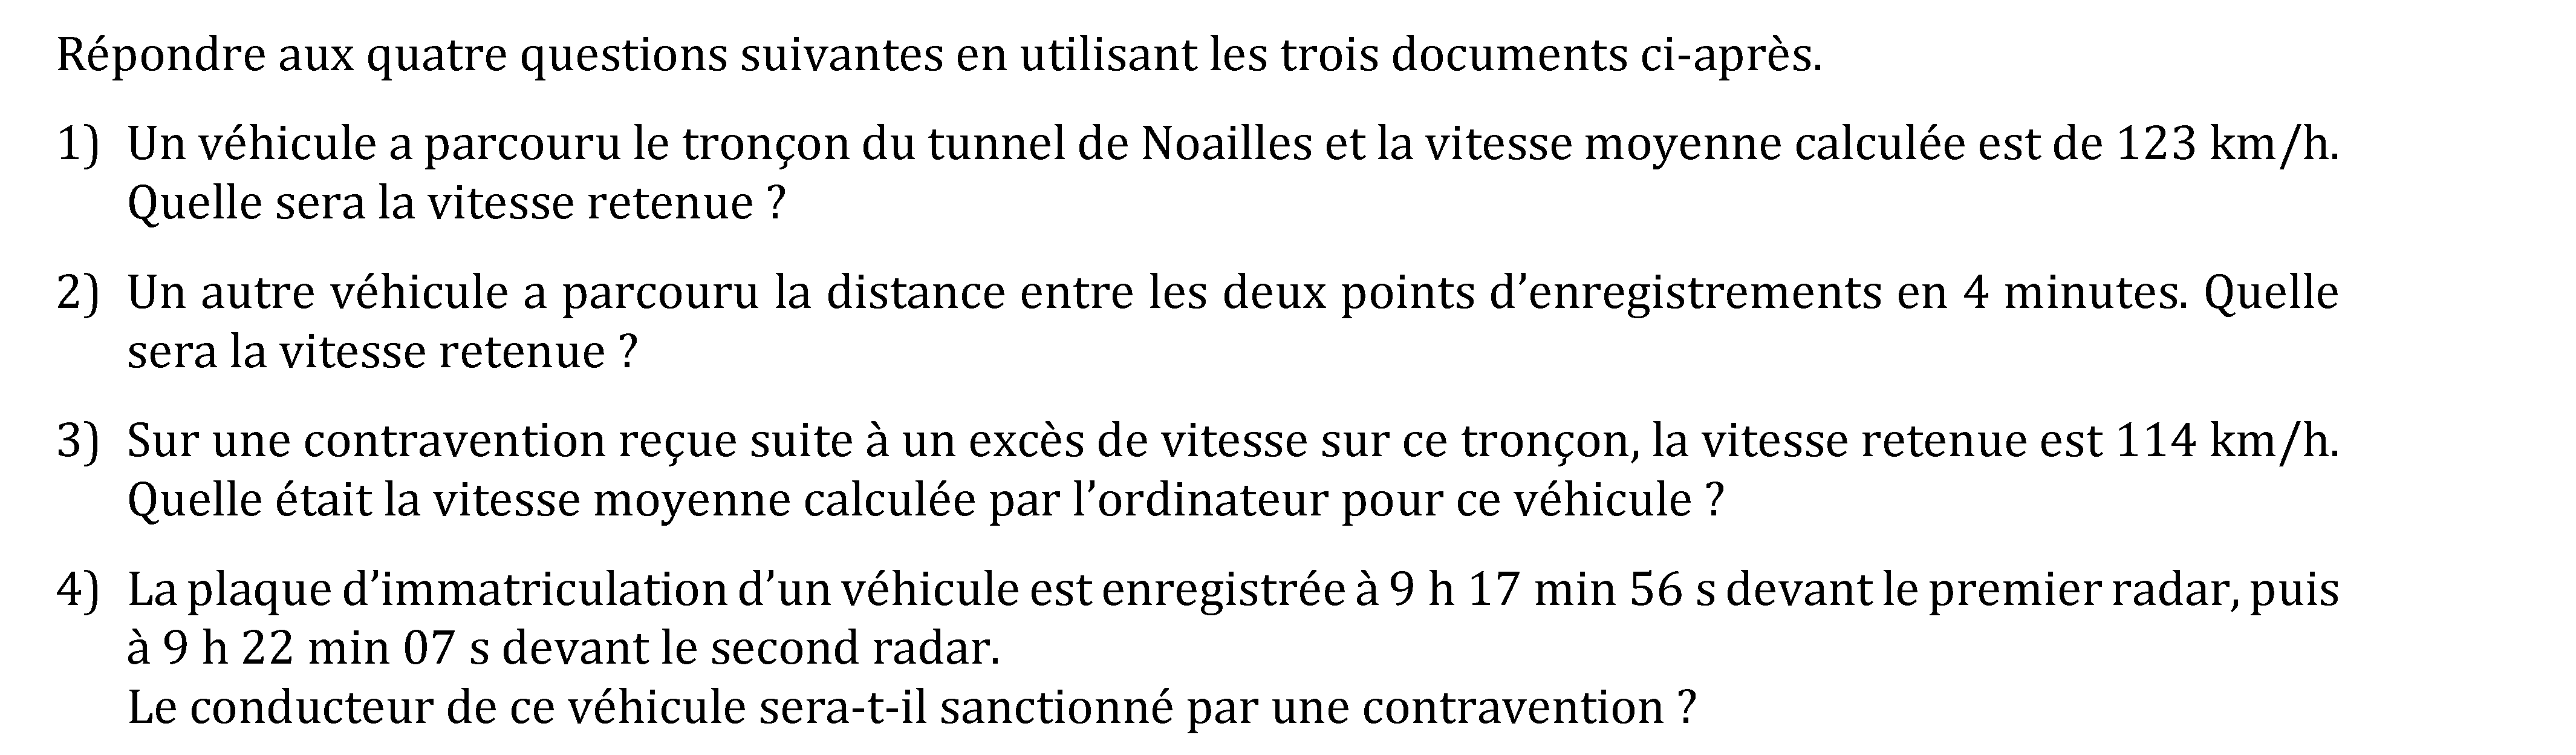 Répondre aux quatre questions suivantes en utilisant les trois documents ci-après.
1) Un véhicule a parcouru le tronçon du tunnel de Noailles et la vitesse moyenne calculée est de 123 km/h.
Quelle sera la vitesse retenue ?
2) Un autre véhicule a parcouru la distance entre les deux points d’enregistrements en 4 minutes. Quelle
sera la vitesse retenue ?
3) Sur une contravention reçue suite à un excès de vitesse sur ce tronçon, la vitesse retenue est 114 km/h.
Quelle était la vitesse moyenne calculée par l’ordinateur pour ce véhicule ?
4) La plaque d’immatriculation d’un véhicule est enregistrée à 9 h 17 min 56 s devant le premier radar, puis
à 9 h 22 min 07 s devant le second radar.
Le conducteur de ce véhicule sera-t-il sanctionné par une contravention ?